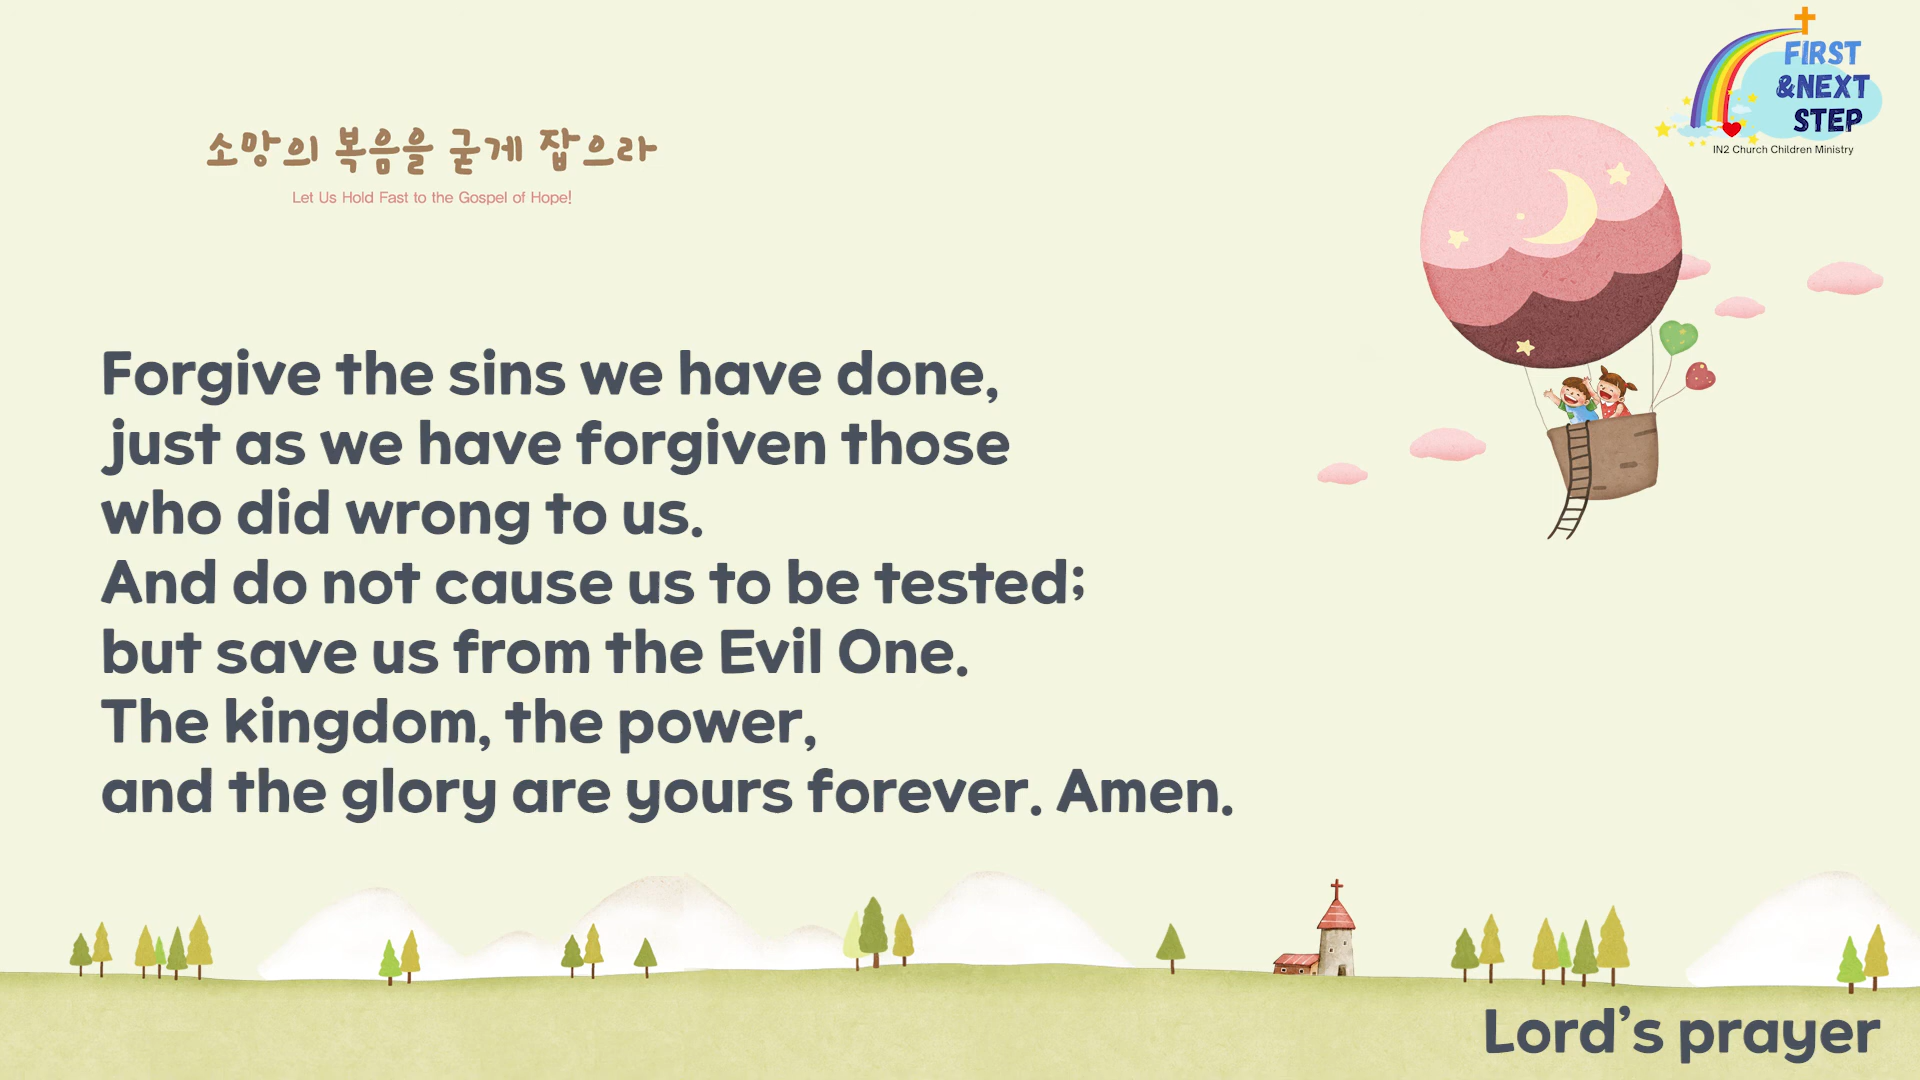 소망의 복음을 굳게 잡으라
Let Us Hold Fast to the Gospel of Hope!
FIRST
&NEXT
STEP
IN2 Church Children Ministry
Forgive the sins we have done,
just as we have forgiven those
who did wrong to us.
And do not cause us to be tested;
but save us from the Evil One.
The kingdom, the power,
and the glory are yours forever. Amen.
Lord's prayer